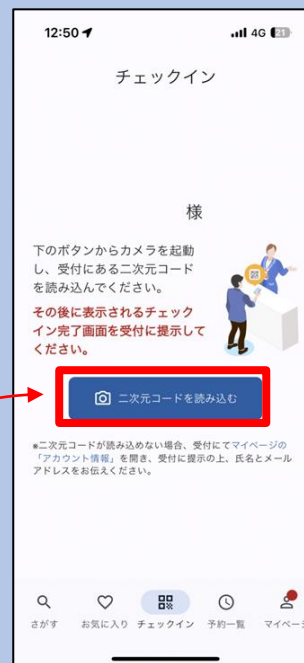 12:50
4G 21
チェックイン
様
下のボタンからカメラを起動
し、受付にある二次元コード
を読み込んでください。
その後に表示されるチェック
イン完了画面を受付に提示して
ください。
二次元コードを読み込む
※二次元コードが読み込めない場合、受付にてマイページの
「アカウント情報」を開き、受付に提示の上、氏名とメール
アドレスをお伝えください。
さがす お気に入り チェックイン 予約一覧 マイページ